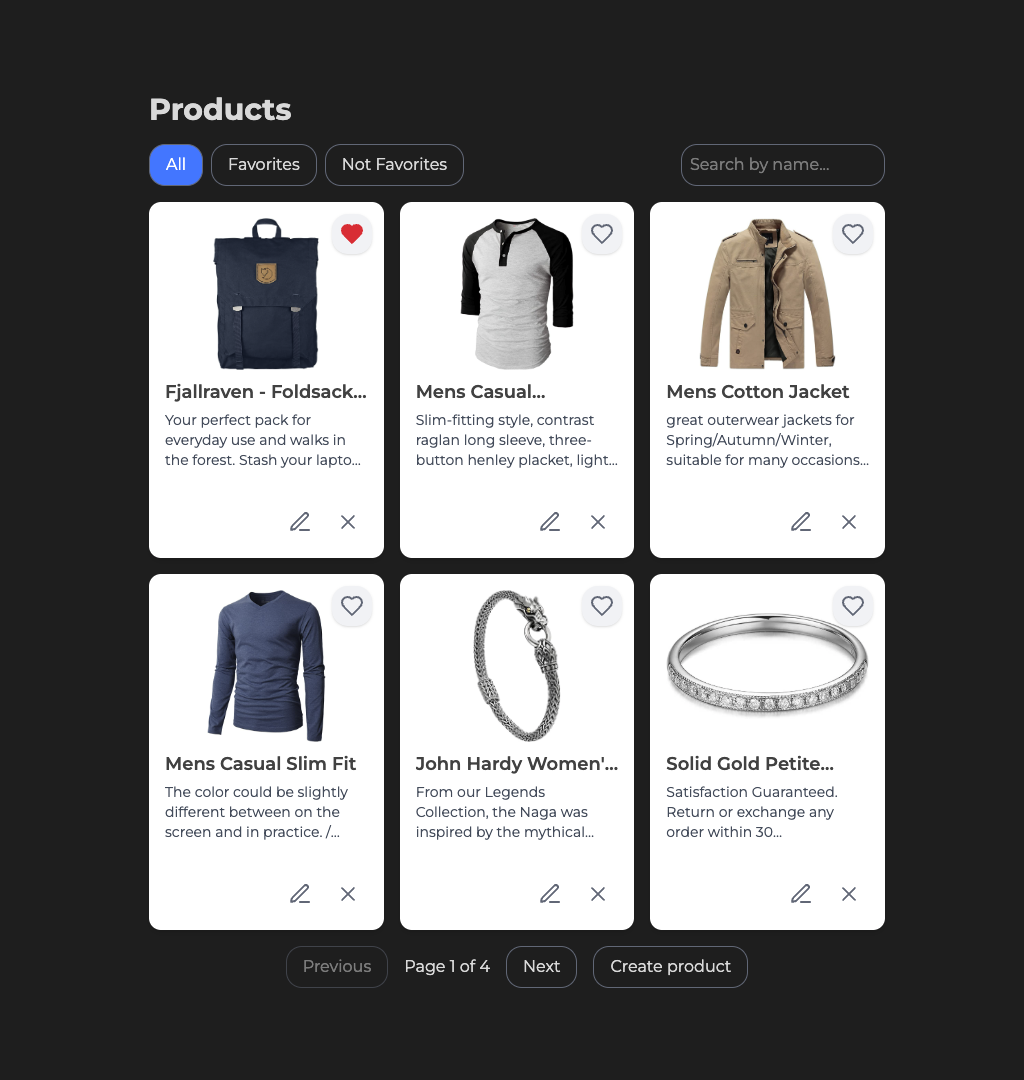 Products
All
Favorites
Not Favorites
Search by name...
Fjallraven - Foldsack...
Your perfect pack for
everyday use and walks in
the forest. Stash your lapto...
Mens Casual...
Slim-fitting style, contrast
raglan long sleeve, three-
button henley placket, light...
Mens Cotton Jacket
great outerwear jackets for
Spring/Autumn/Winter,
suitable for many occasions...
Mens Casual Slim Fit
The color could be slightly
different between on the
screen and in practice. /...
John Hardy Women'...
From our Legends
Collection, the Naga was
inspired by the mythical...
Solid Gold Petite...
Satisfaction Guaranteed.
Return or exchange any
order within 30...
Previous
Page 1 of 4
Next
Create product